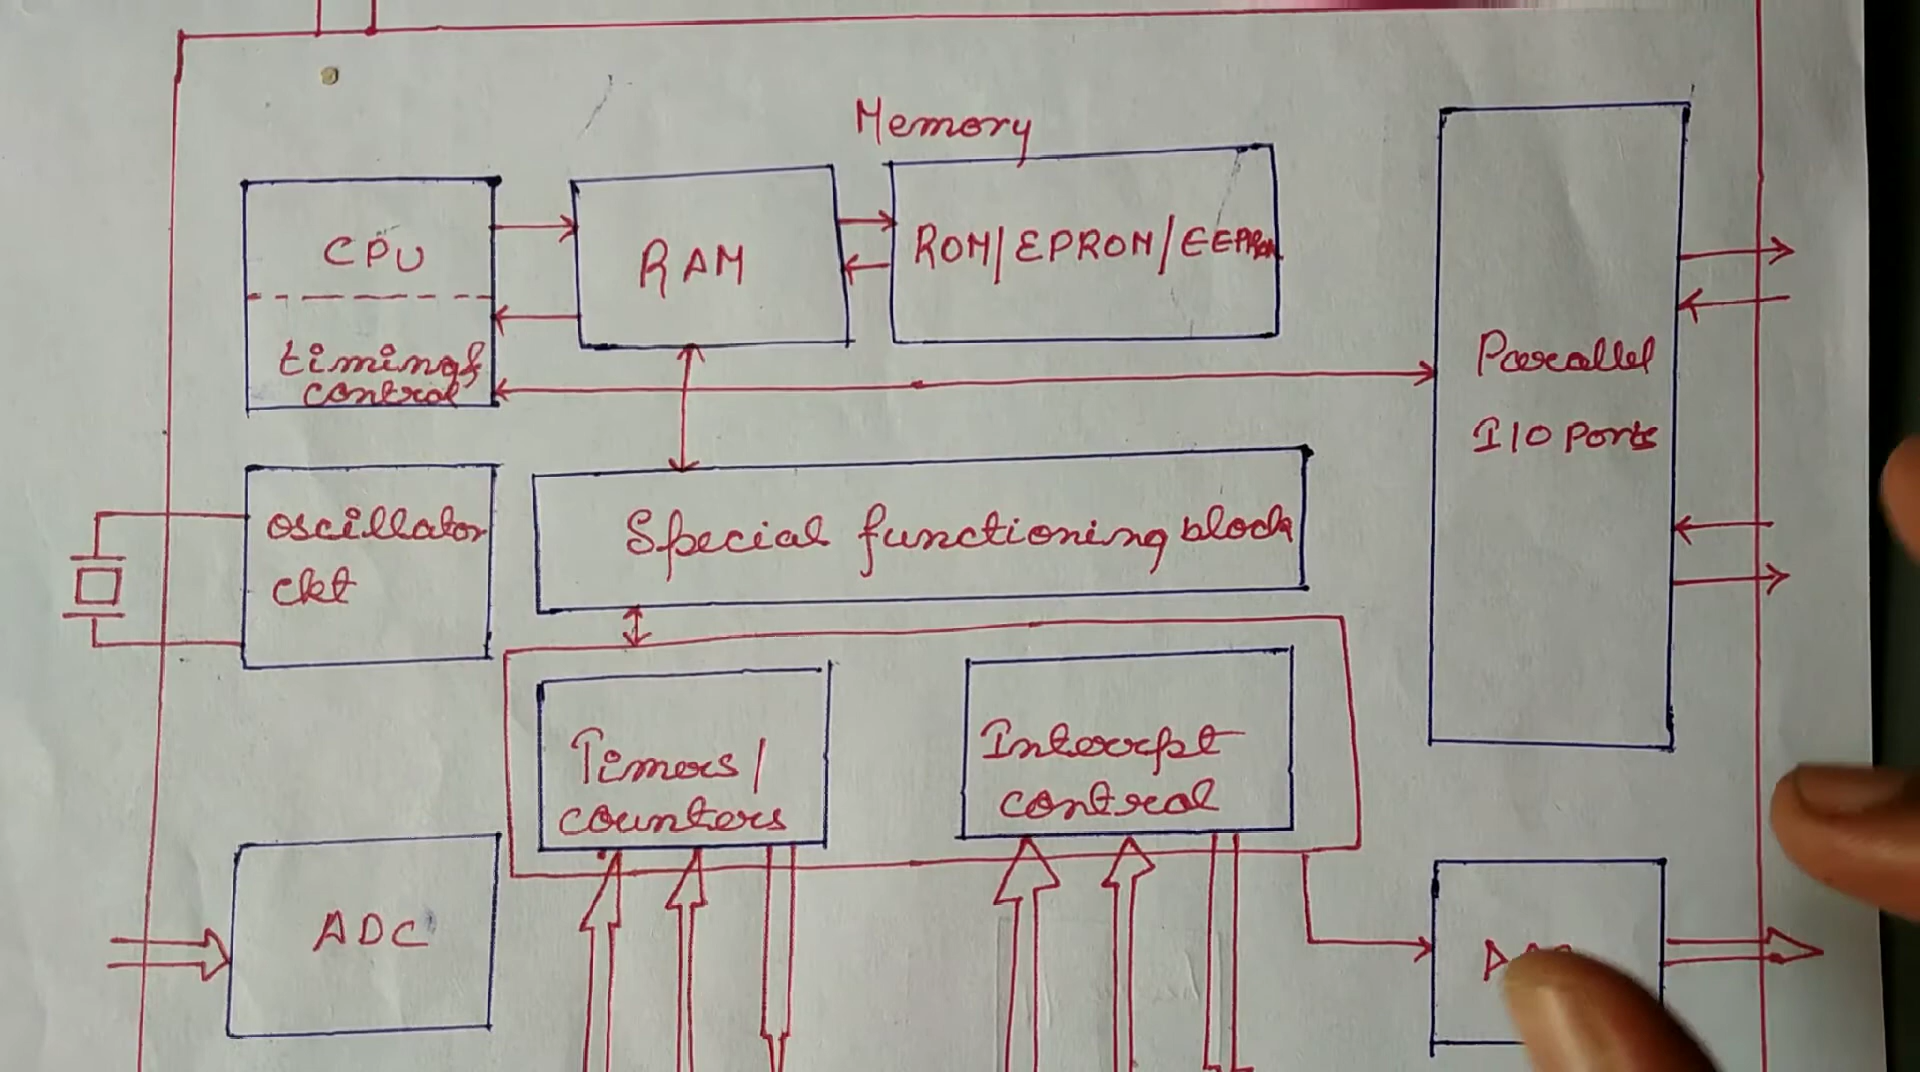 Memory
CPU
timing &
control
RAM
ROM/EPROM/EEPROM
Parallel
I/O Ports
oscillator
ckt
Special functioning block
Timers/
counters
Interrpt
control
ADC